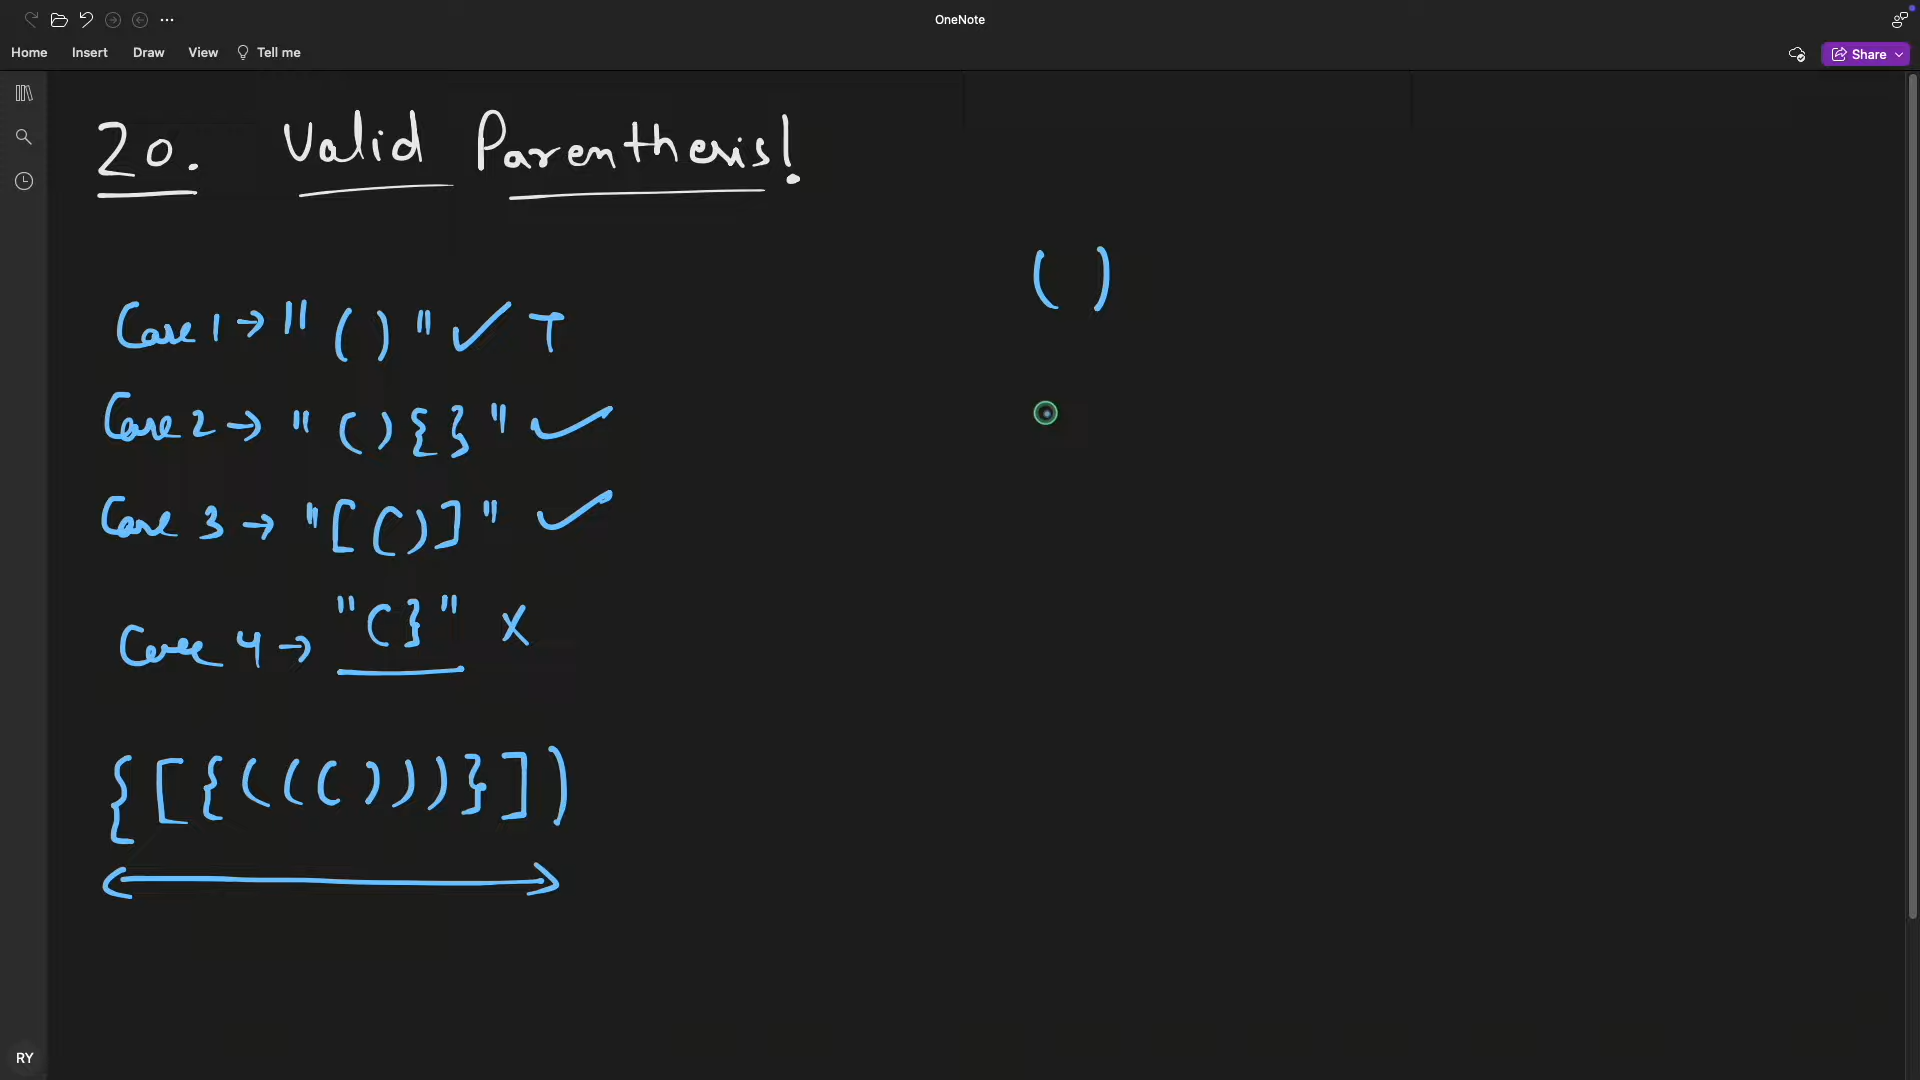 OneNote
Home Insert Draw View Tell me Share
20. Valid Parenthesis!
( )
Case 1 → "( )" ✓ T
Case 2 → "( ) { }" ✓
Case 3 → "[ ( ) ]" ✓
Case 4 → "( }" X
{ [ { ( ( ( ) ) ) } ] )
RY